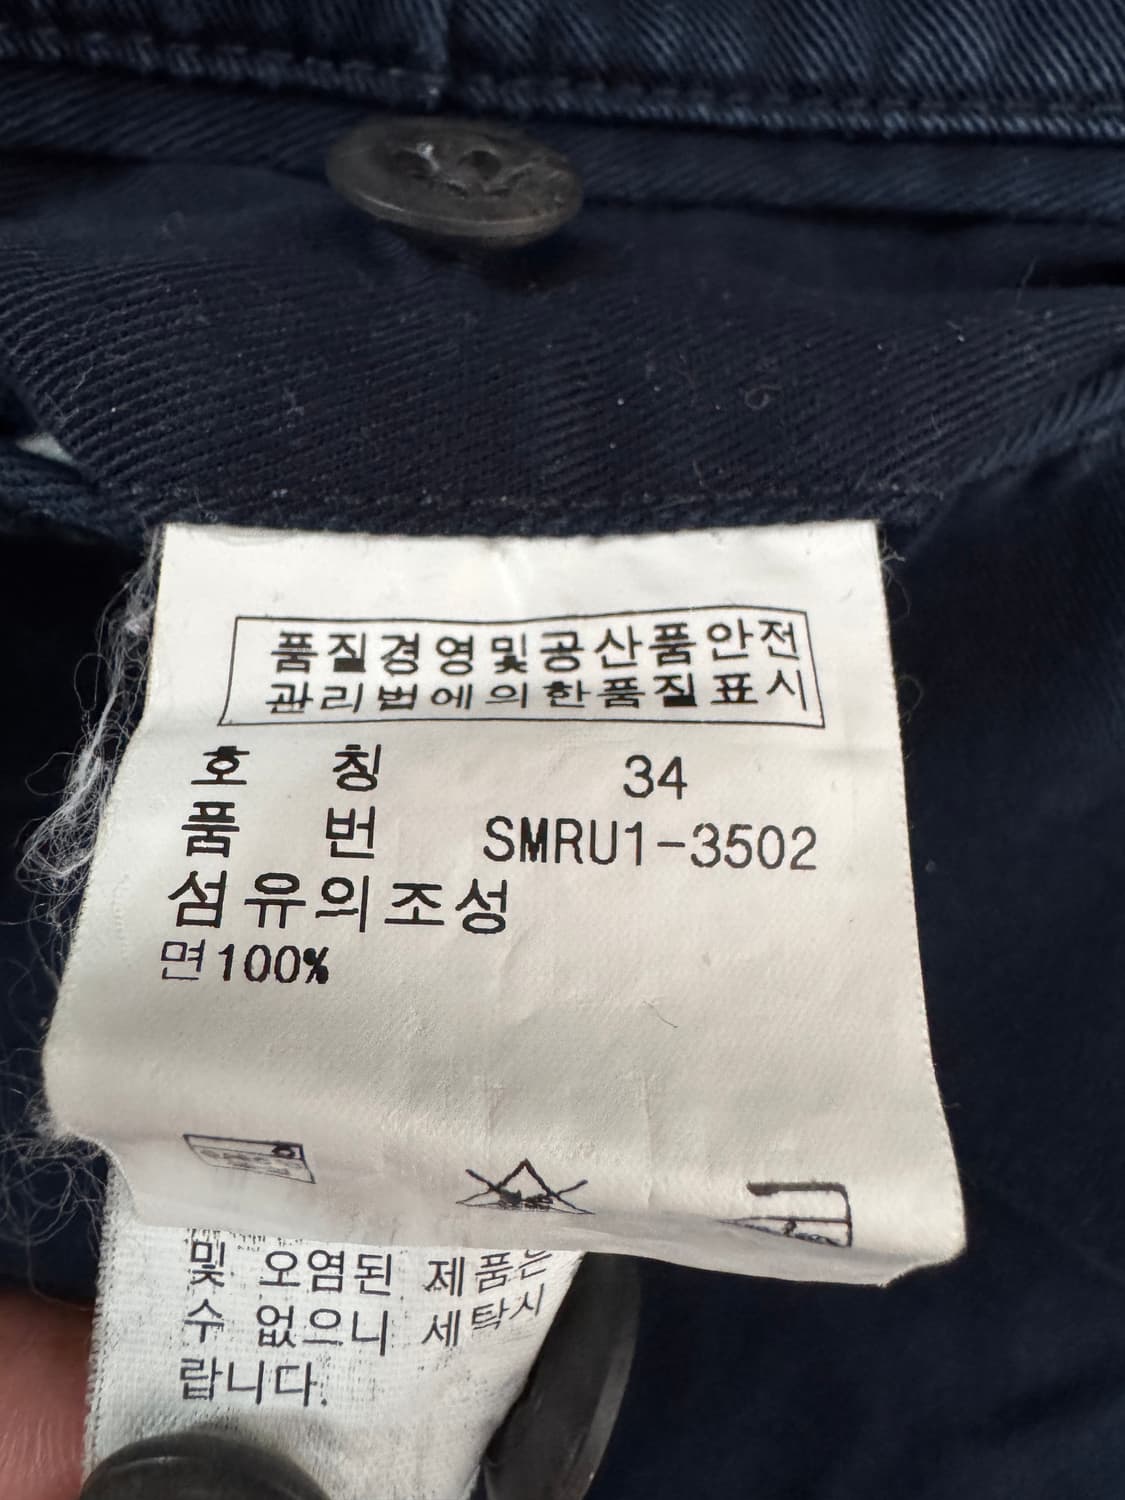 품질경영및공산품안전
관리법에의한품질표시
호 칭 34
품 번 SMRU1-3502
섬유의조성
면100%
및 오염된 제품은
수 없으니 세탁시
랍니다.